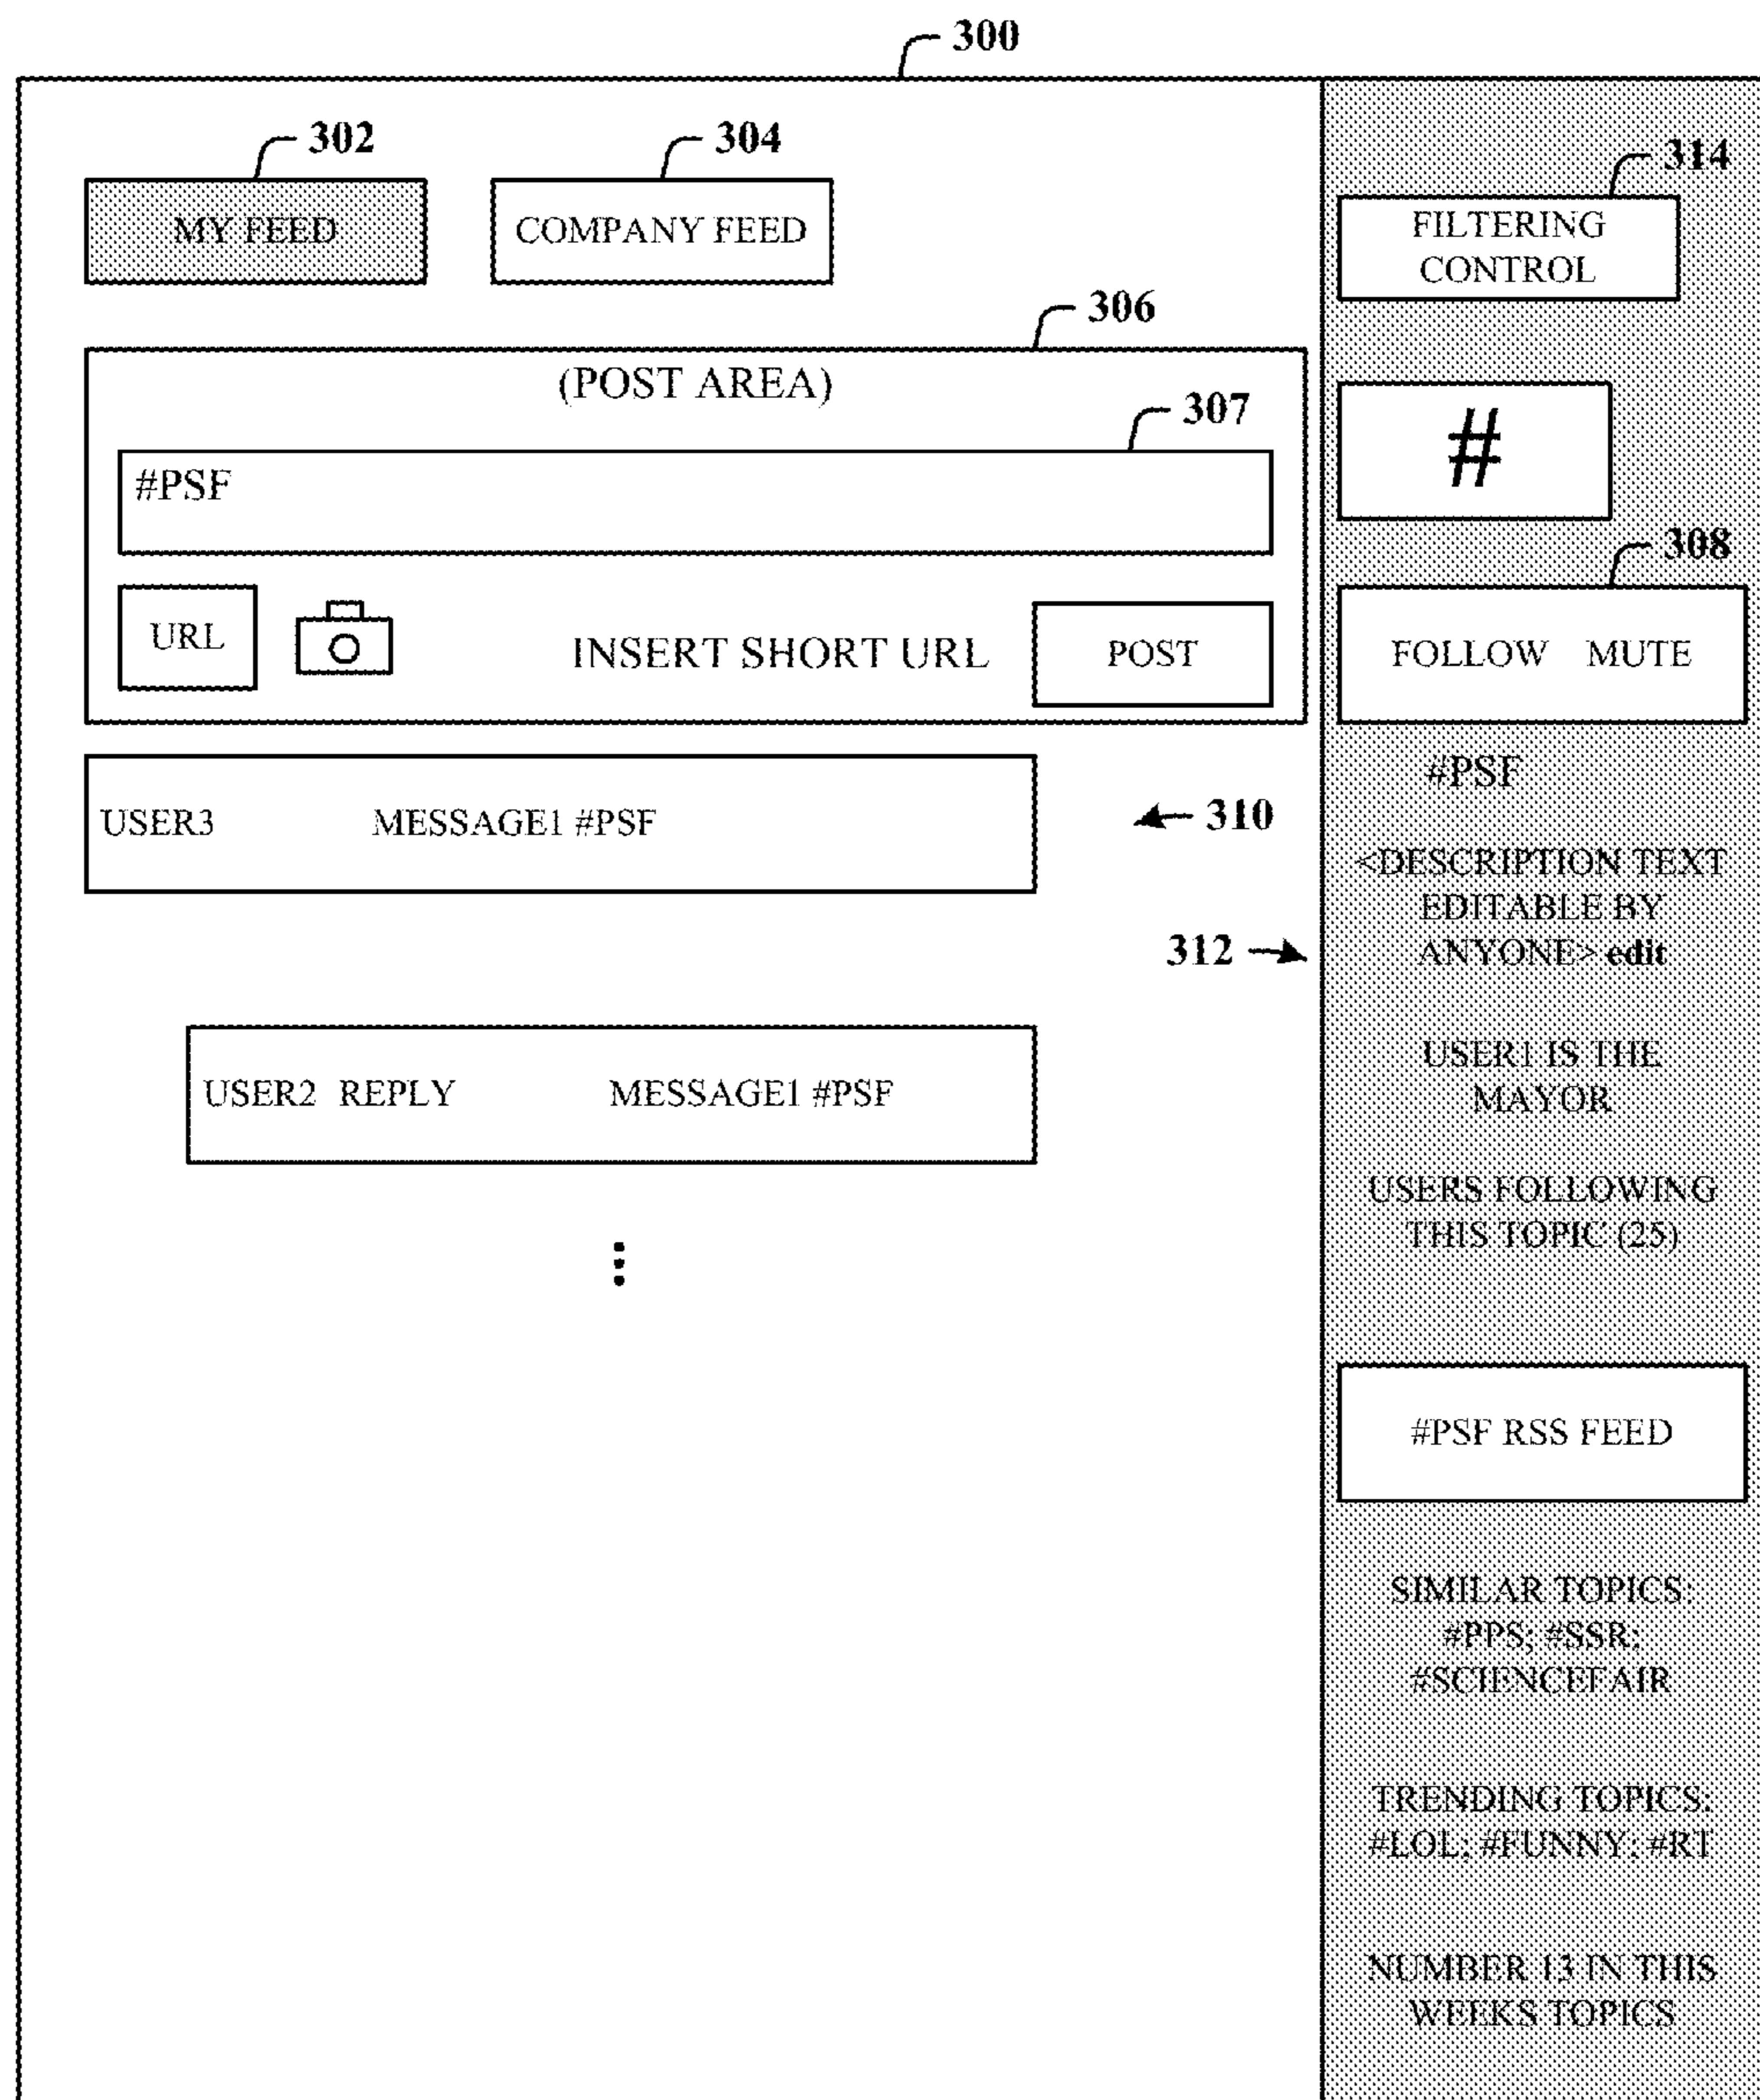 300
302
304
MY FEED
COMPANY FEED
306
(POST AREA)
307
#PSF
URL
INSERT SHORT URL
POST
USER3 MESSAGE1 #PSF
310
312
USER2 REPLY MESSAGE1 #PSF
314
FILTERING
CONTROL
#
308
FOLLOW MUTE
#PSF
<DESCRIPTION TEXT
EDITABLE BY
ANYONE> edit
USER1 IS THE
MAYOR
USERS FOLLOWING
THIS TOPIC (25)
#PSF RSS FEED
SIMILAR TOPICS:
#PPS; #SSR;
#SCIENCEFAIR
TRENDING TOPICS:
#LOL; #FUNNY; #RT
NUMBER 13 IN THIS
WEEKS TOPICS